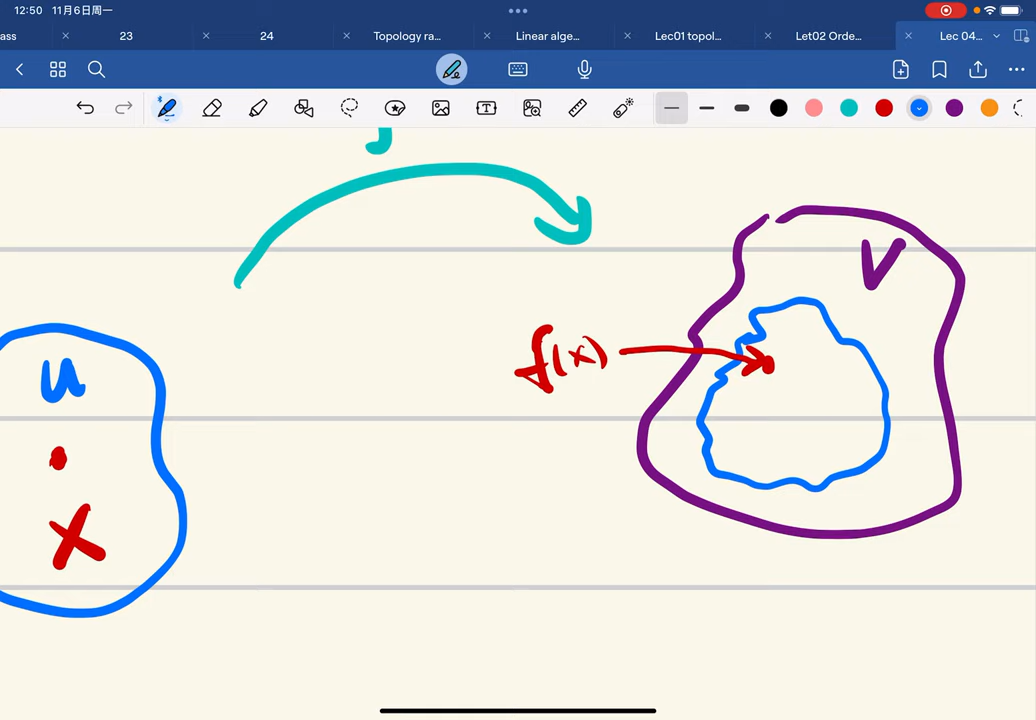 12:50 11月6日周一
ass 23 24 Topology ra... Linear alge... Lec01 topol... Let02 Orde... Lec 04...
V
f(x)
u
x